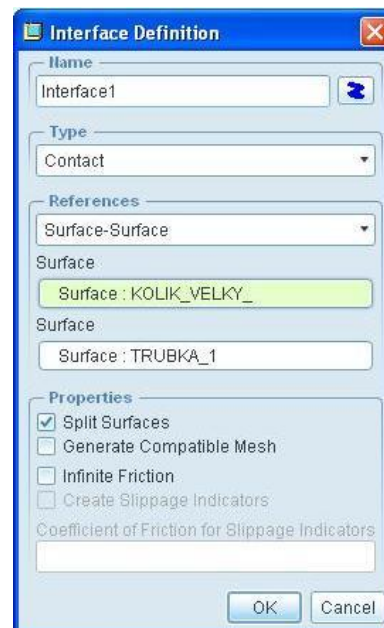 Interface Definition
Name
Interface1
Type
Contact
References
Surface-Surface
Surface
Surface : KOLIK_VELKY_
Surface
Surface : TRUBKA_1
Properties
Split Surfaces
Generate Compatible Mesh
Infinite Friction
Create Slippage Indicators
Coefficient of Friction for Slippage Indicators
OK
Cancel